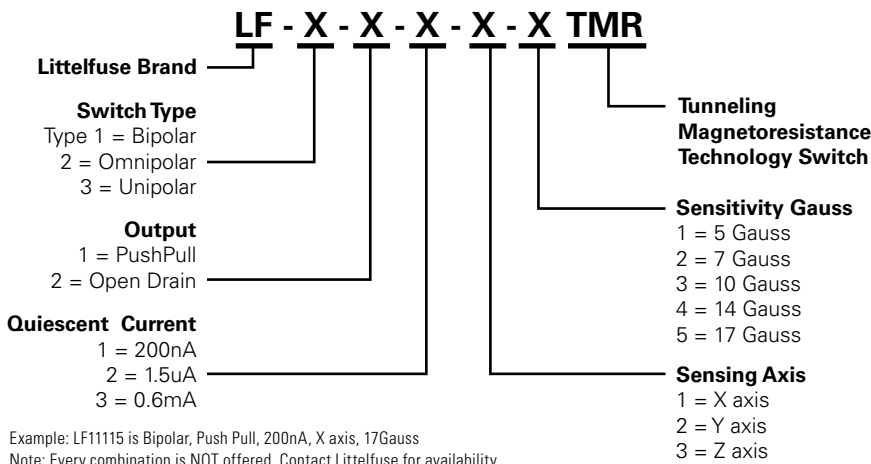 LF - X - X - X - X - X TMR
Littelfuse Brand
Switch Type
Type 1 = Bipolar
2 = Omnipolar
3 = Unipolar
Output
1 = PushPull
2 = Open Drain
Quiescent Current
1 = 200nA
2 = 1.5uA
3 = 0.6mA
Tunneling
Magnetoresistance
Technology Switch
Sensitivity Gauss
1 = 5 Gauss
2 = 7 Gauss
3 = 10 Gauss
4 = 14 Gauss
5 = 17 Gauss
Sensing Axis
1 = X axis
2 = Y axis
3 = Z axis
Example: LF11115 is Bipolar, Push Pull, 200nA, X axis, 17Gauss
Note: Every combination is NOT offered. Contact Littelfuse for availability